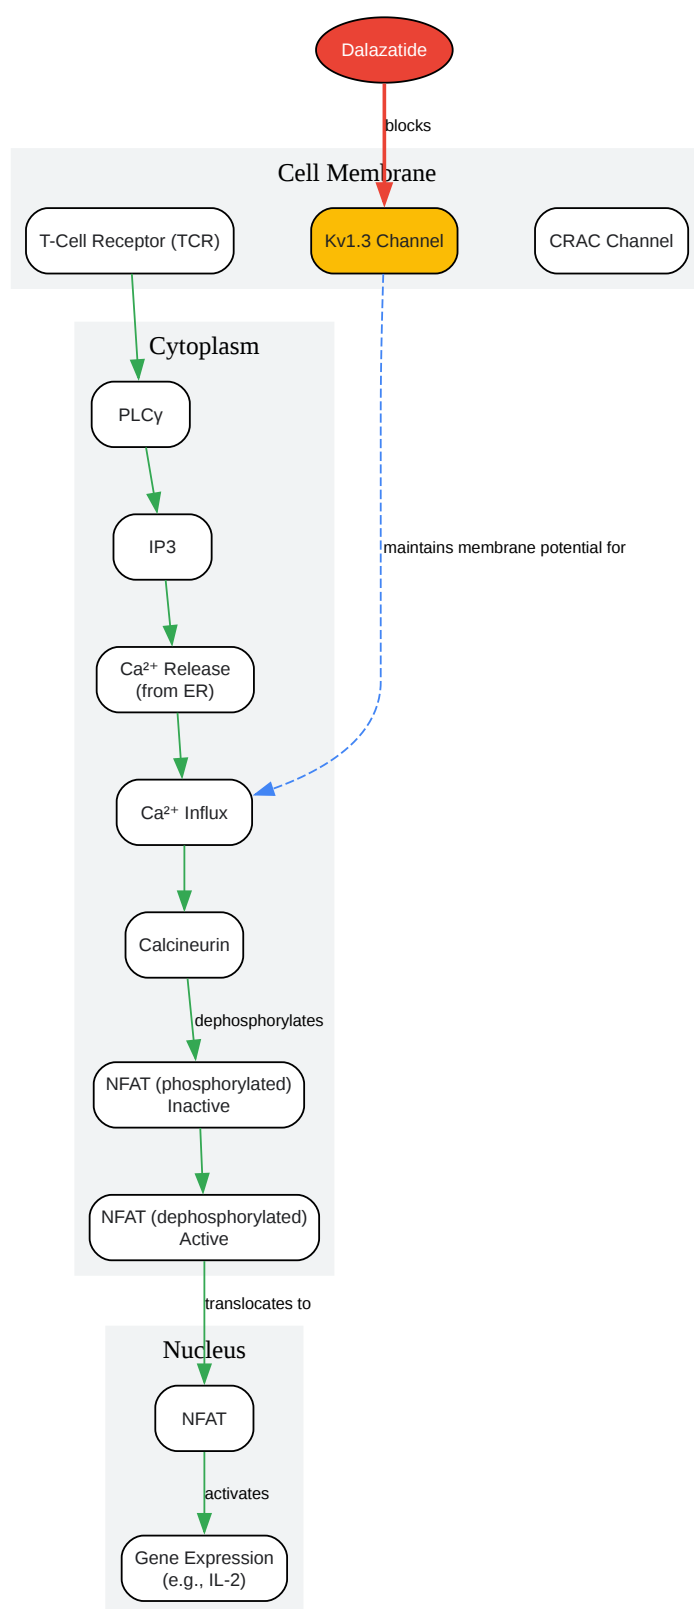 Dalazatide
blocks
Cell Membrane
T-Cell Receptor (TCR)
Kv1.3 Channel
CRAC Channel
Cytoplasm
PLCγ
IP3
maintains membrane potential for
Ca²⁺ Release
(from ER)
Ca²⁺ Influx
Calcineurin
dephosphorylates
NFAT (phosphorylated)
Inactive
NFAT (dephosphorylated)
Active
translocates to
Nucleus
NFAT
activates
Gene Expression
(e.g., IL-2)